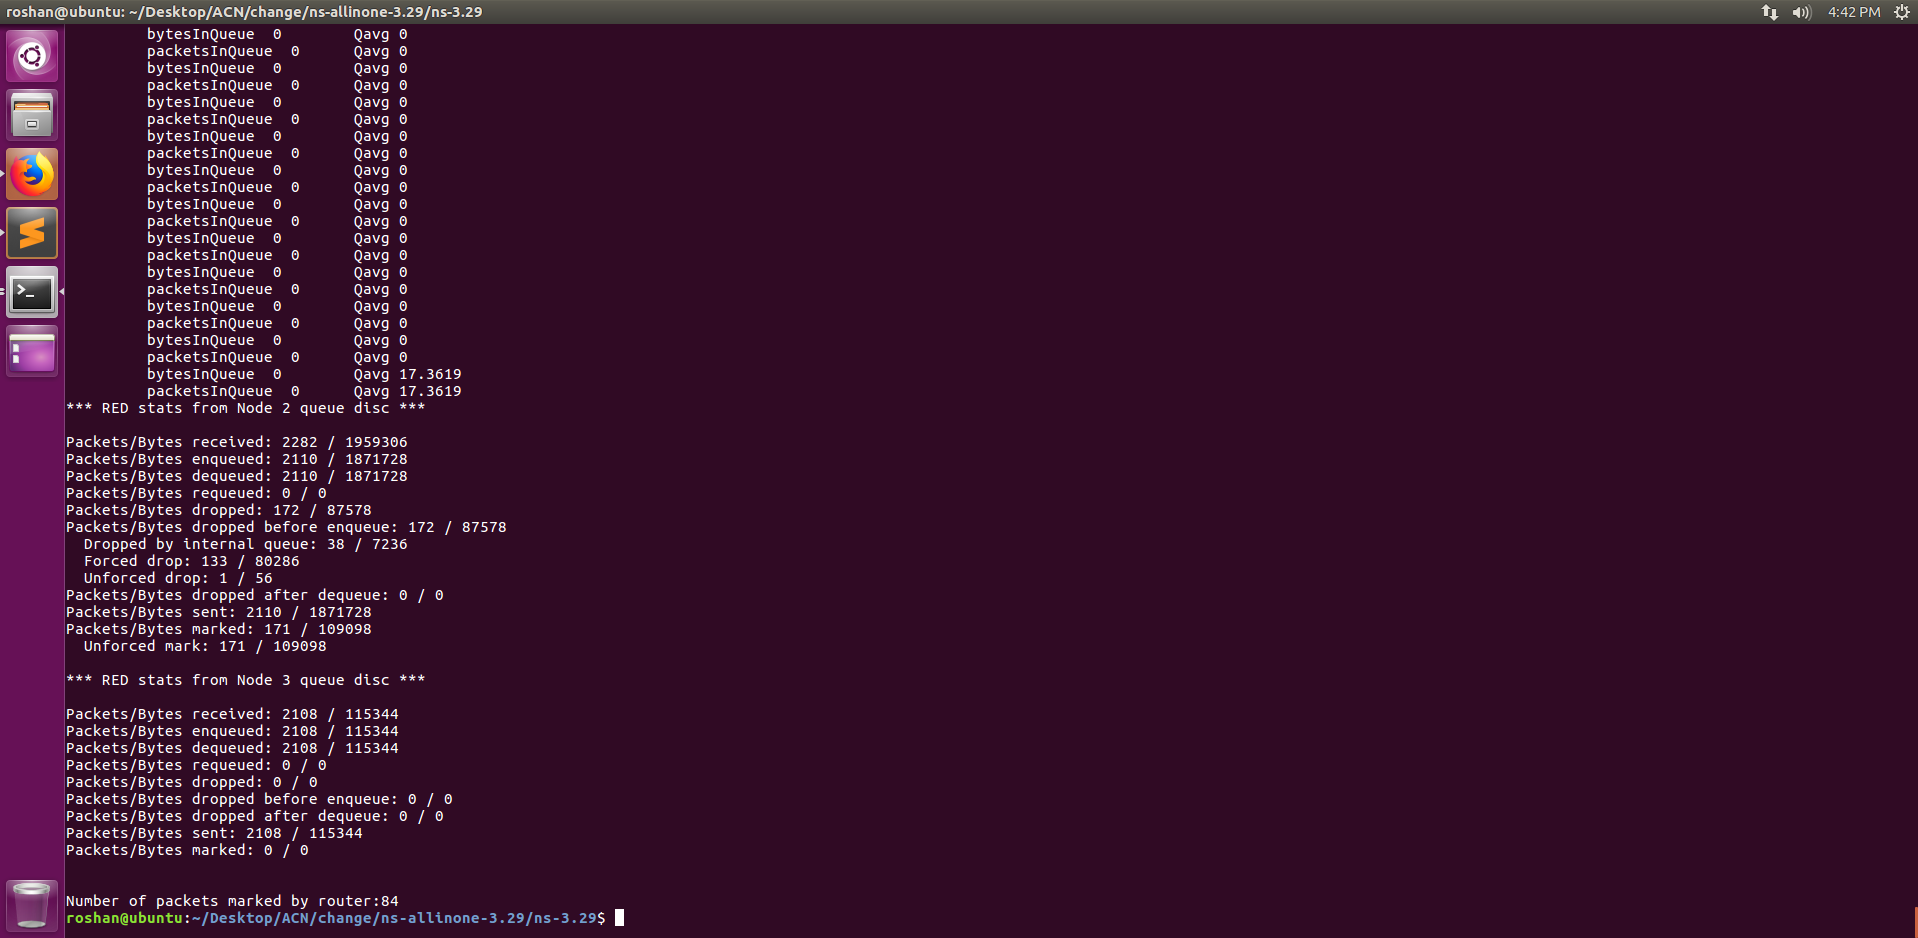 roshan@ubuntu: ~/Desktop/ACN/change/ns-allinone-3.29/ns-3.29
4:42 PM
bytesInQueue 0 Qavg 0
packetsInQueue 0 Qavg 0
bytesInQueue 0 Qavg 0
packetsInQueue 0 Qavg 0
bytesInQueue 0 Qavg 0
packetsInQueue 0 Qavg 0
bytesInQueue 0 Qavg 0
packetsInQueue 0 Qavg 0
bytesInQueue 0 Qavg 0
packetsInQueue 0 Qavg 0
bytesInQueue 0 Qavg 0
packetsInQueue 0 Qavg 0
bytesInQueue 0 Qavg 0
packetsInQueue 0 Qavg 0
bytesInQueue 0 Qavg 0
packetsInQueue 0 Qavg 0
bytesInQueue 0 Qavg 0
packetsInQueue 0 Qavg 0
bytesInQueue 0 Qavg 0
packetsInQueue 0 Qavg 0
bytesInQueue 0 Qavg 17.3619
packetsInQueue 0 Qavg 17.3619
*** RED stats from Node 2 queue disc ***
Packets/Bytes received: 2282 / 1959306
Packets/Bytes enqueued: 2110 / 1871728
Packets/Bytes dequeued: 2110 / 1871728
Packets/Bytes requeued: 0 / 0
Packets/Bytes dropped: 172 / 87578
Packets/Bytes dropped before enqueue: 172 / 87578
Dropped by internal queue: 38 / 7236
Forced drop: 133 / 80286
Unforced drop: 1 / 56
Packets/Bytes dropped after dequeue: 0 / 0
Packets/Bytes sent: 2110 / 1871728
Packets/Bytes marked: 171 / 109098
Unforced mark: 171 / 109098
*** RED stats from Node 3 queue disc ***
Packets/Bytes received: 2108 / 115344
Packets/Bytes enqueued: 2108 / 115344
Packets/Bytes dequeued: 2108 / 115344
Packets/Bytes requeued: 0 / 0
Packets/Bytes dropped: 0 / 0
Packets/Bytes dropped before enqueue: 0 / 0
Packets/Bytes dropped after dequeue: 0 / 0
Packets/Bytes sent: 2108 / 115344
Packets/Bytes marked: 0 / 0
Number of packets marked by router:84
roshan@ubuntu:~/Desktop/ACN/change/ns-allinone-3.29/ns-3.29$